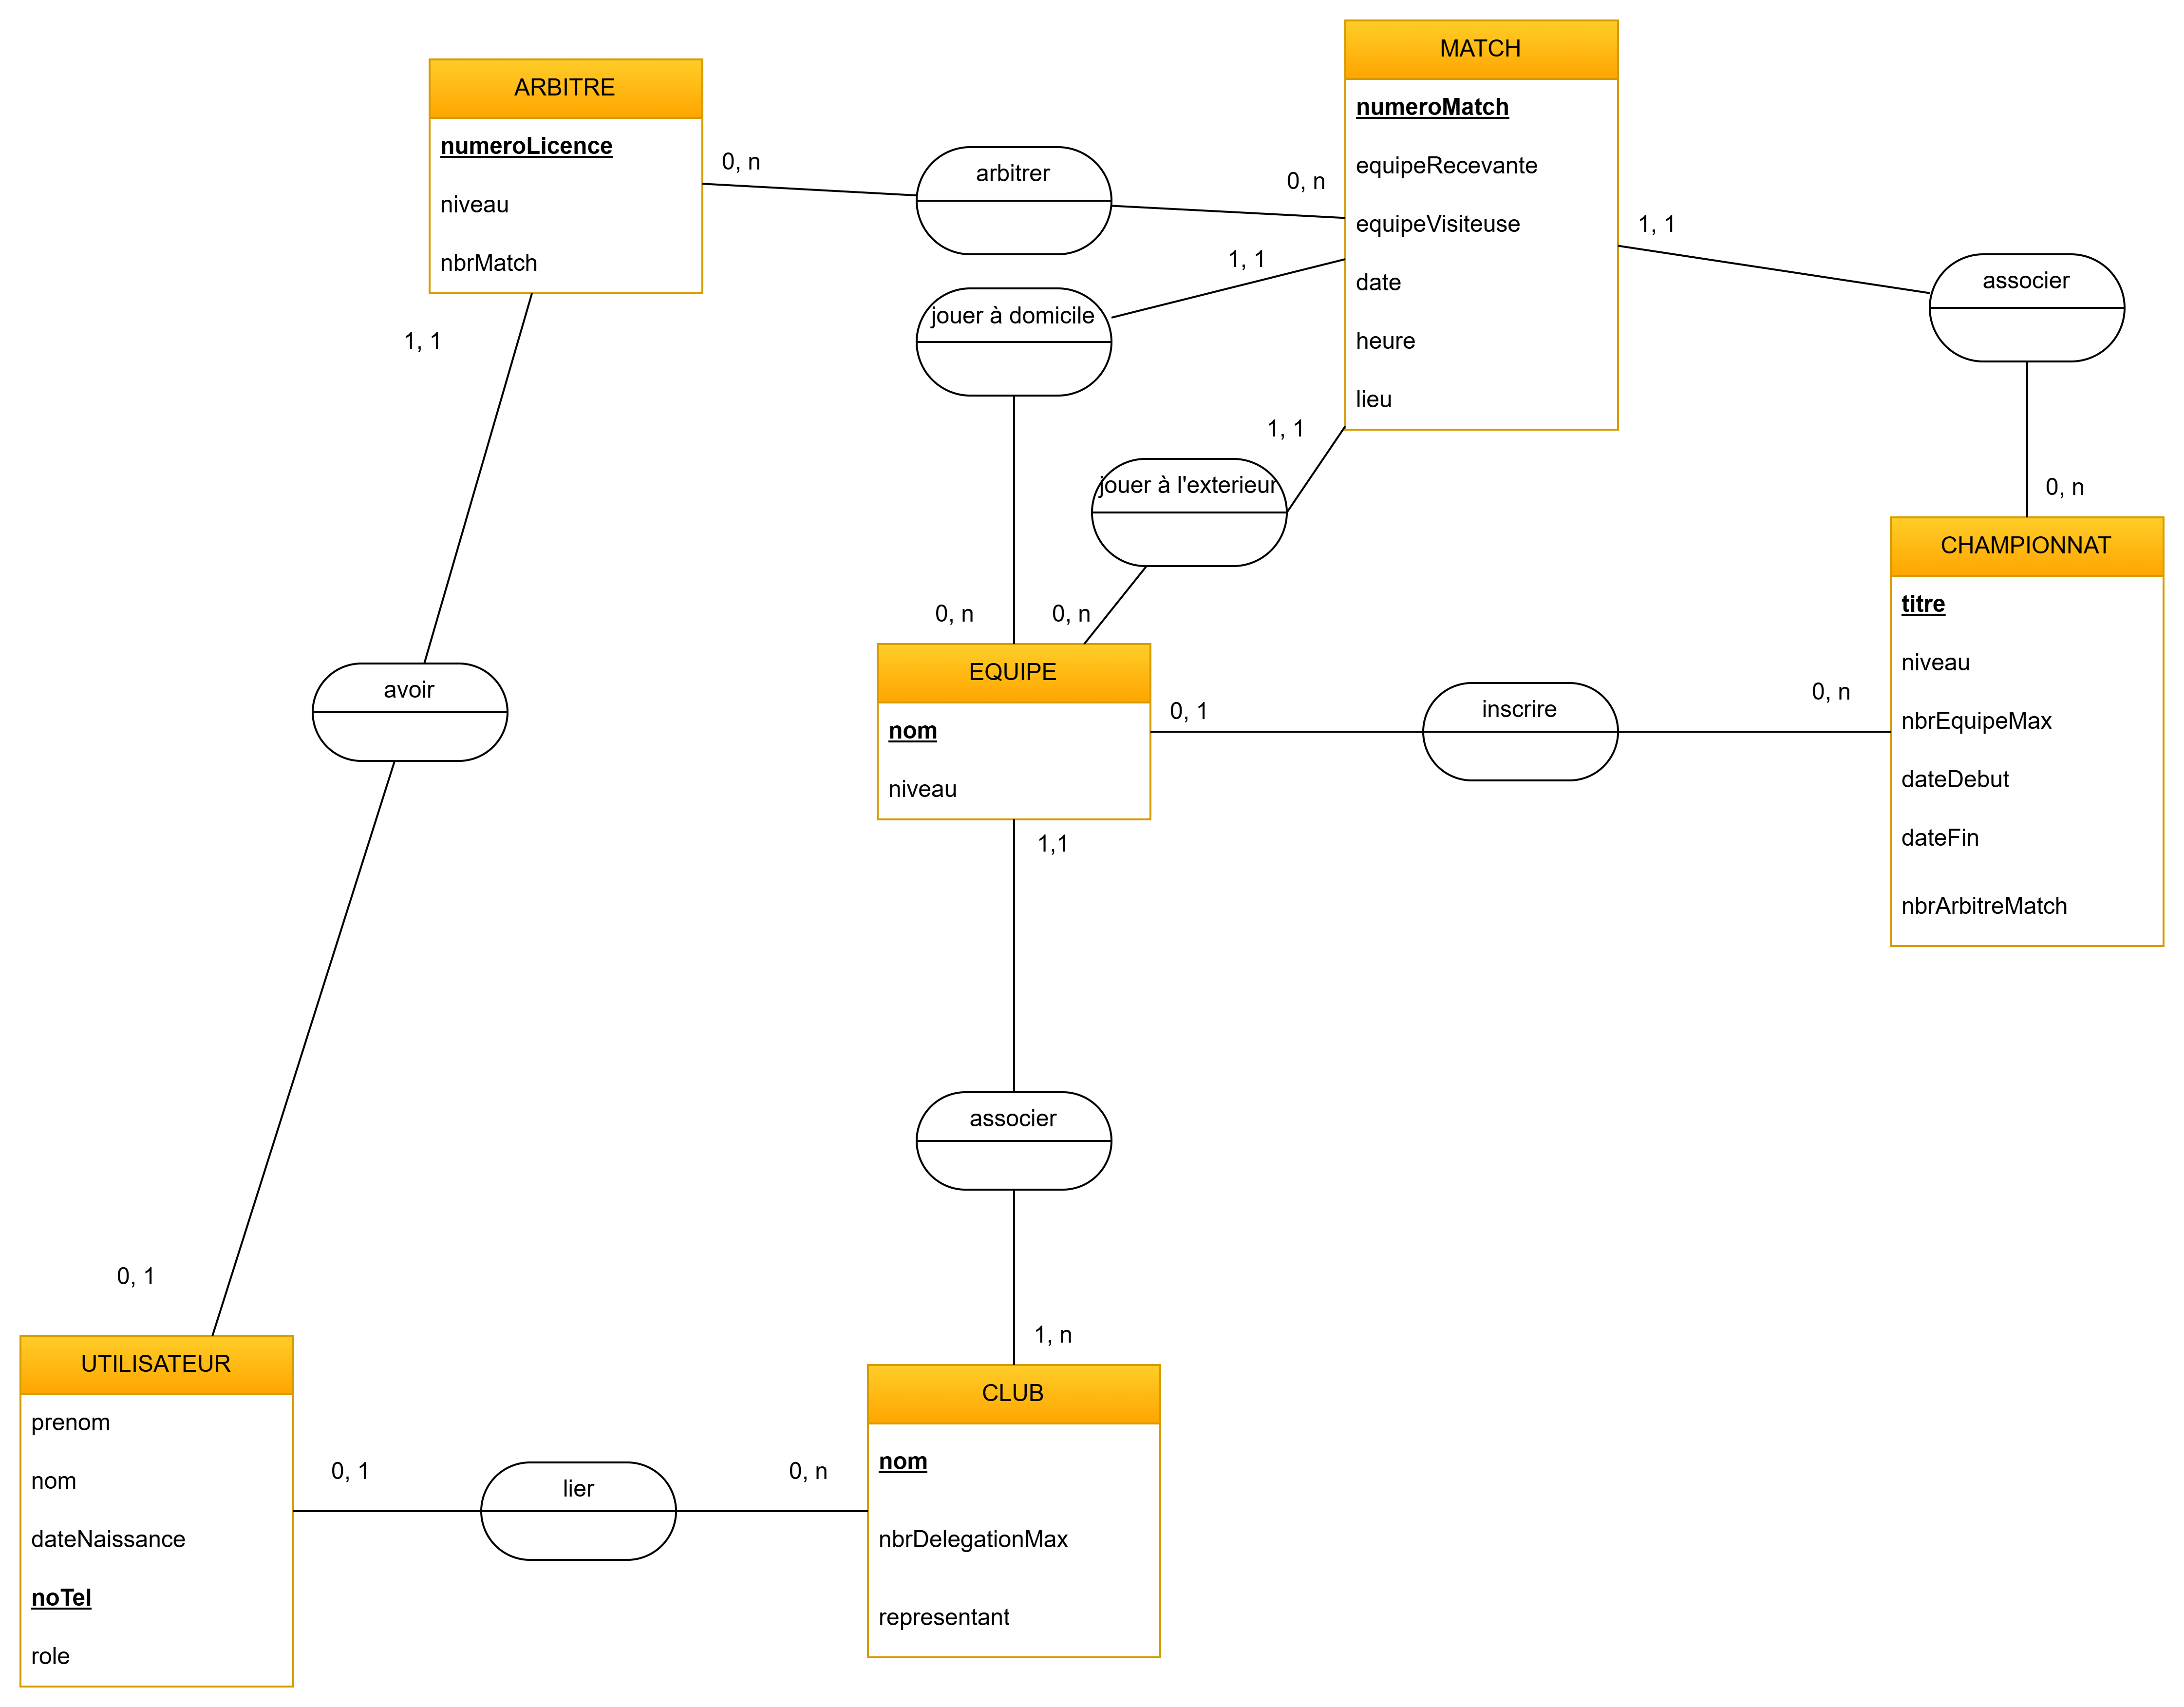 MATCH
numeroMatch
equipeRecevante
equipeVisiteuse
date
heure
lieu
ARBITRE
numeroLicence
niveau
nbrMatch
0, n
arbitrer
0, n
1, 1
jouer à domicile
1, 1
associer
1, 1
jouer à l'exterieur
1, 1
0, n
0, n
0, n
CHAMPIONNAT
titre
niveau
nbrEquipeMax
dateDebut
dateFin
nbrArbitreMatch
EQUIPE
nom
niveau
0, 1
inscrire
0, n
avoir
1,1
associer
1, n
0, 1
UTILISATEUR
prenom
nom
dateNaissance
noTel
role
0, 1
lier
0, n
CLUB
nom
nbrDelegationMax
representant